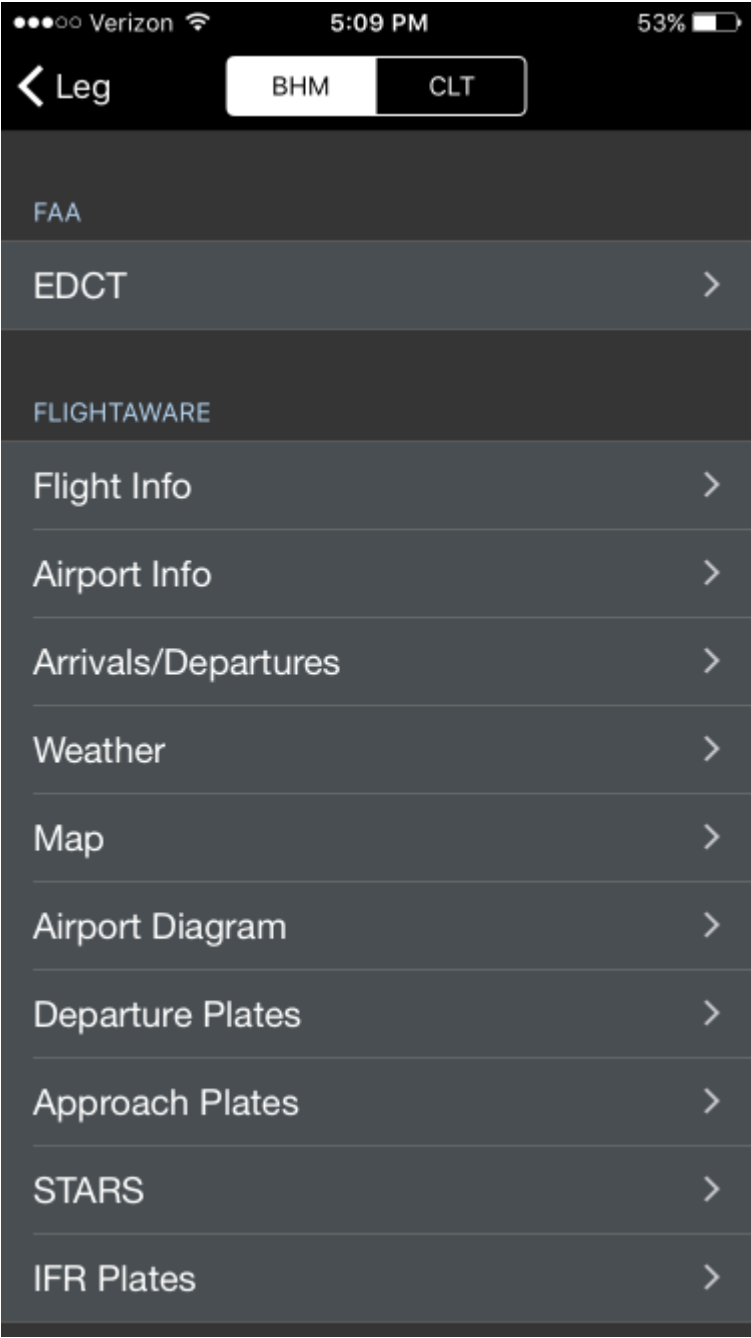 Verizon 5:09 PM 53%
Leg BHM CLT
FAA
EDCT
FLIGHTAWARE
Flight Info
Airport Info
Arrivals/Departures
Weather
Map
Airport Diagram
Departure Plates
Approach Plates
STARS
IFR Plates